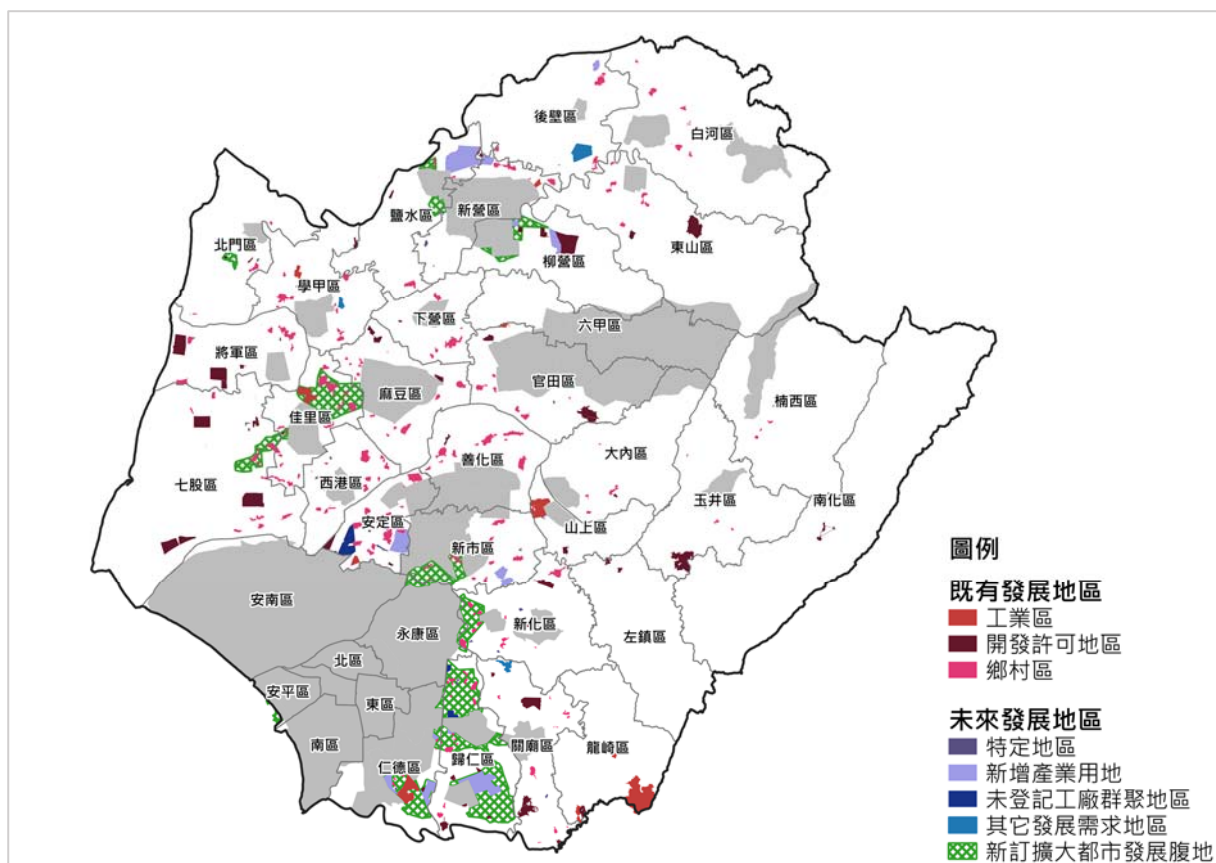 後壁區
白河區
鹽水區
新營區
東山區
北門區
柳營區
學甲區
下營區
六甲區
將軍區
官田區
麻豆區
楠西區
佳里區
大內區
善化區
七股區
西港區
玉井區
南化區
安定區
山上區
新市區
安南區
新化區
永康區
左鎮區
北區
安平區
東區
南區
關廟區
龍崎區
歸仁區
仁德區
圖例
既有發展地區
工業區
開發許可地區
鄉村區
未來發展地區
特定地區
新增產業用地
未登記工廠群聚地區
其它發展需求地區
新訂擴大都市發展腹地